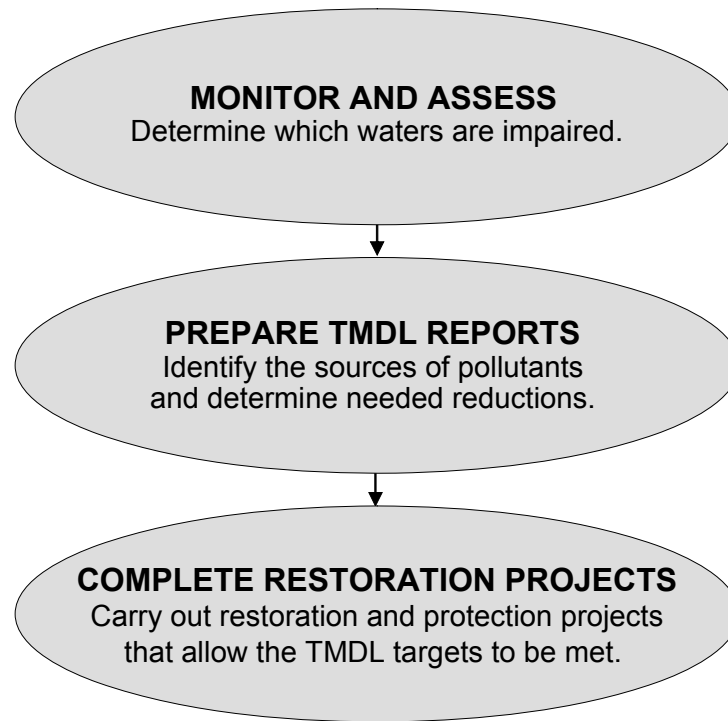 MONITOR AND ASSESS
Determine which waters are impaired.
PREPARE TMDL REPORTS
Identify the sources of pollutants
and determine needed reductions.
COMPLETE RESTORATION PROJECTS
Carry out restoration and protection projects
that allow the TMDL targets to be met.